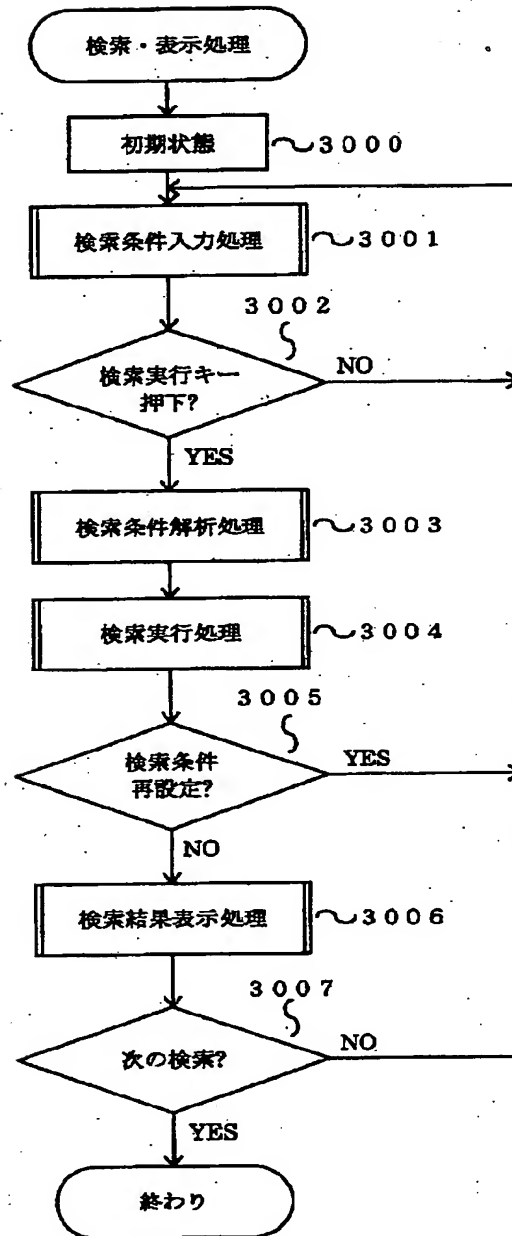 検索・表示処理
初期状態
3000
検索条件入力処理
3001
3002
検索実行キー
押下?
NO
YES
検索条件解析処理
3003
検索実行処理
3004
3005
検索条件
再設定?
YES
NO
検索結果表示処理
3006
3007
次の検索?
NO
YES
終わり